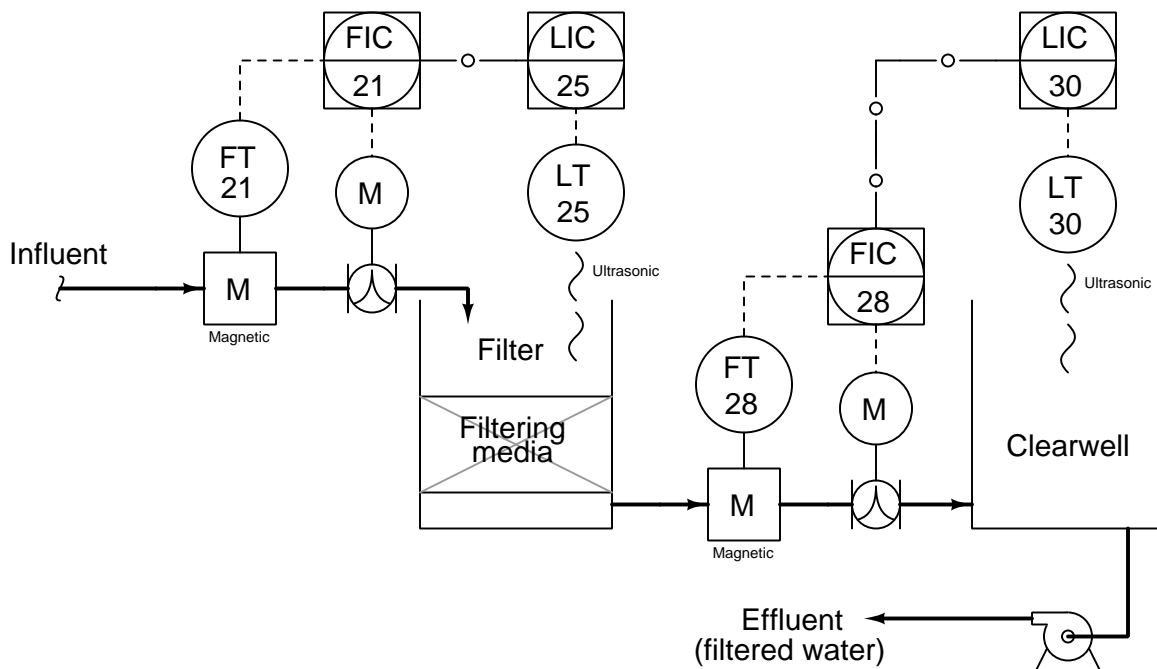 FIC
21
LIC
25
LIC
30
FT
21
M
LT
25
LT
30
Influent
M
Magnetic
Ultrasonic
FIC
28
Ultrasonic
Filter
FT
28
M
Filtering
media
Clearwell
M
Magnetic
Effluent
(filtered water)